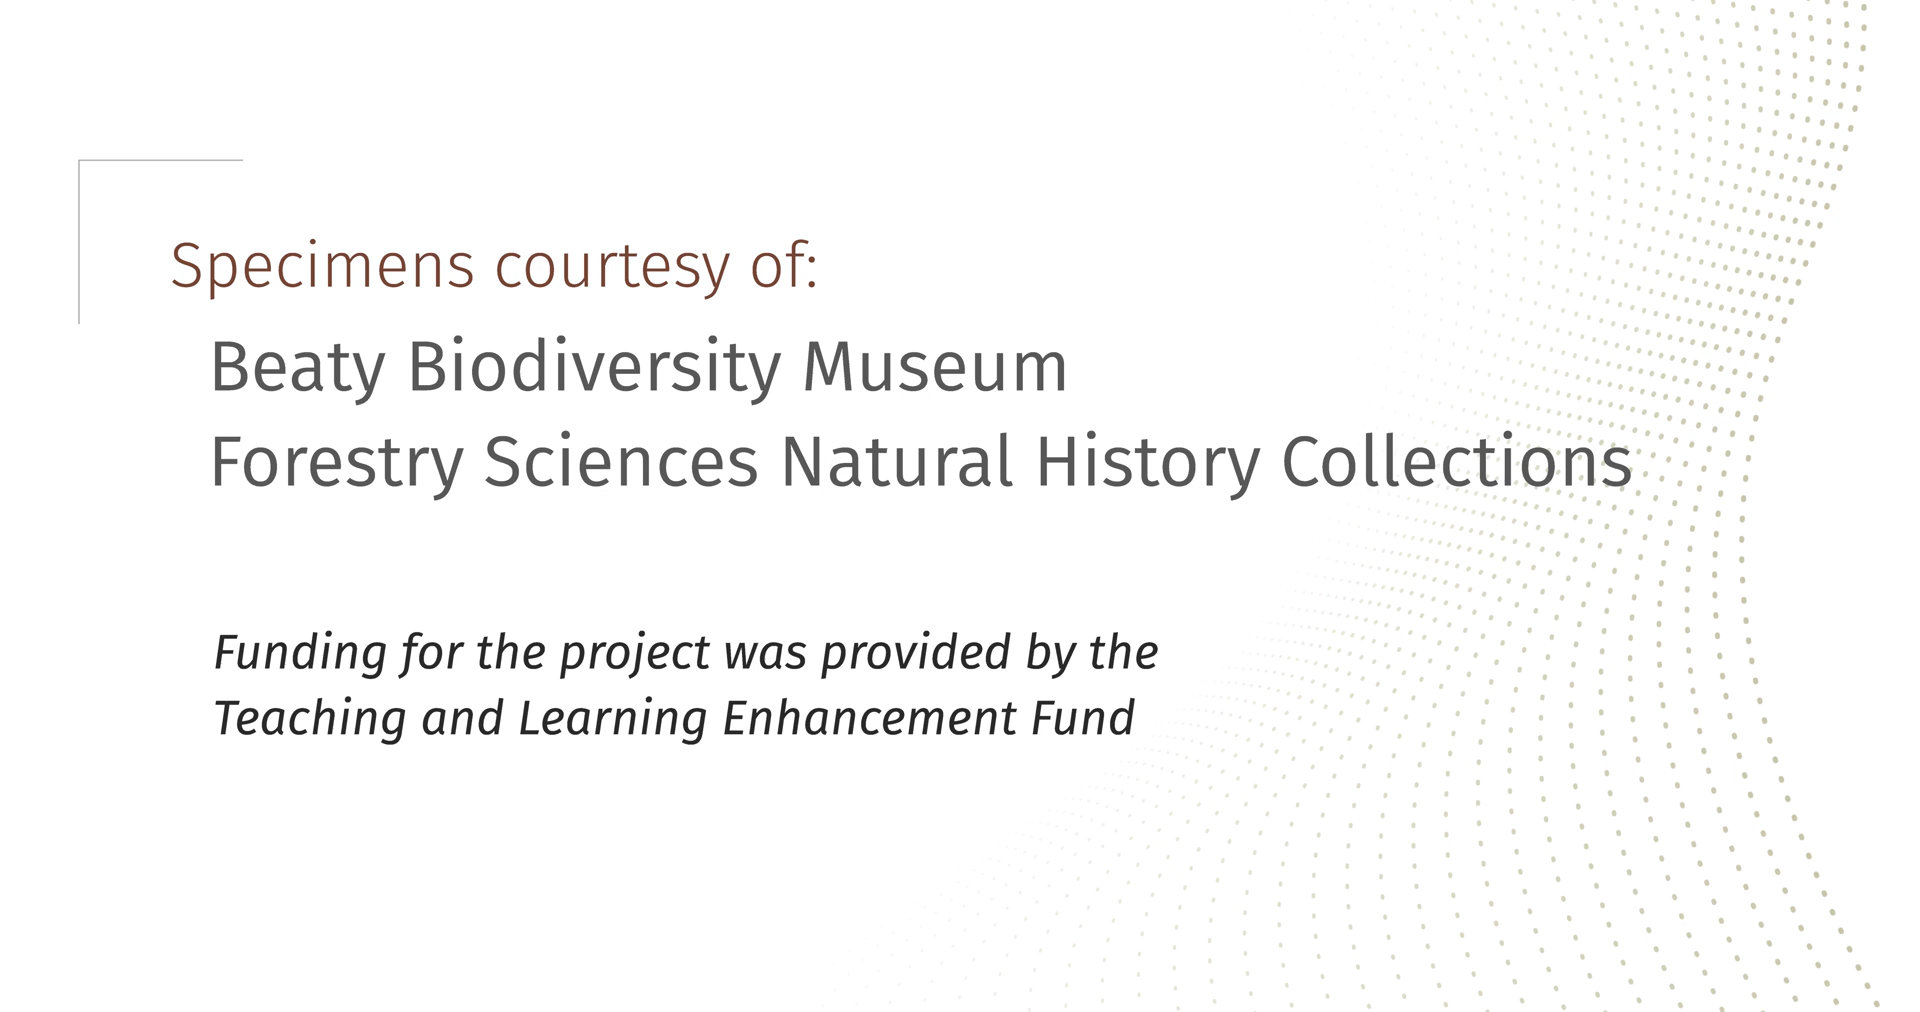 Specimens courtesy of:
Beaty Biodiversity Museum
Forestry Sciences Natural History Collections
Funding for the project was provided by the
Teaching and Learning Enhancement Fund